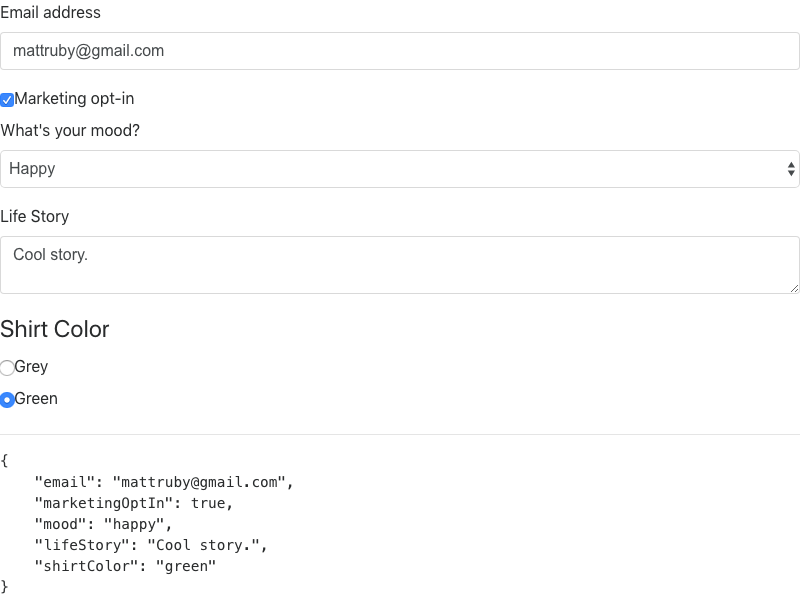 Email address
mattruby@gmail.com
Marketing opt-in
What's your mood?
Happy
Life Story
Cool story.
Shirt Color
Grey
Green
{
    "email": "mattruby@gmail.com",
    "marketingOptIn": true,
    "mood": "happy",
    "lifeStory": "Cool story.",
    "shirtColor": "green"
}